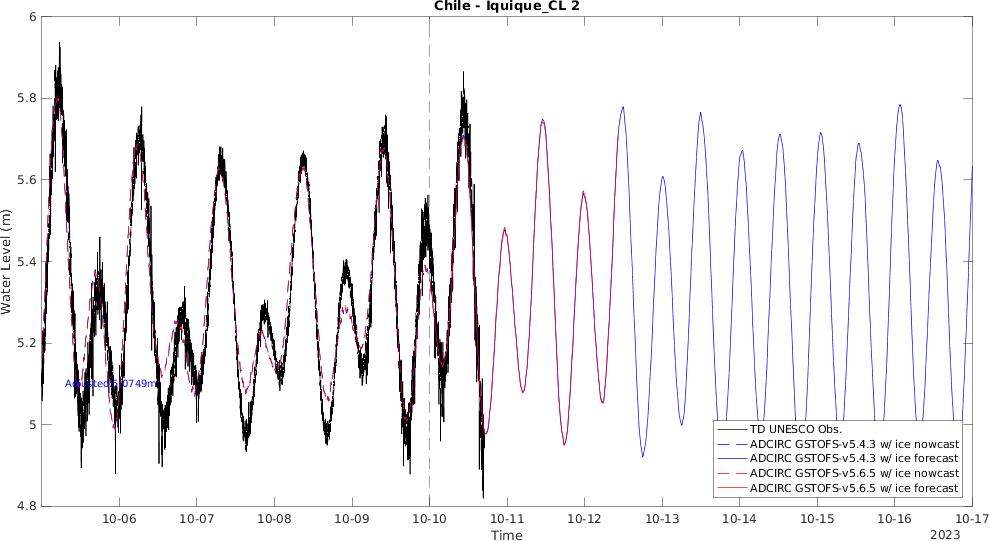 Chile - Iquique_CL 2
6
5.8
5.6
5.4
5.2
5
4.8
Water Level (m)
10-06
10-07
10-08
10-09
10-10
10-11
10-12
10-13
10-14
10-15
10-16
10-17
Time
2023
TD UNESCO Obs.
ADCIRC GSTOFS-v5.4.3 w/ ice nowcast
ADCIRC GSTOFS-v5.4.3 w/ ice forecast
ADCIRC GSTOFS-v5.6.5 w/ ice nowcast
ADCIRC GSTOFS-v5.6.5 w/ ice forecast